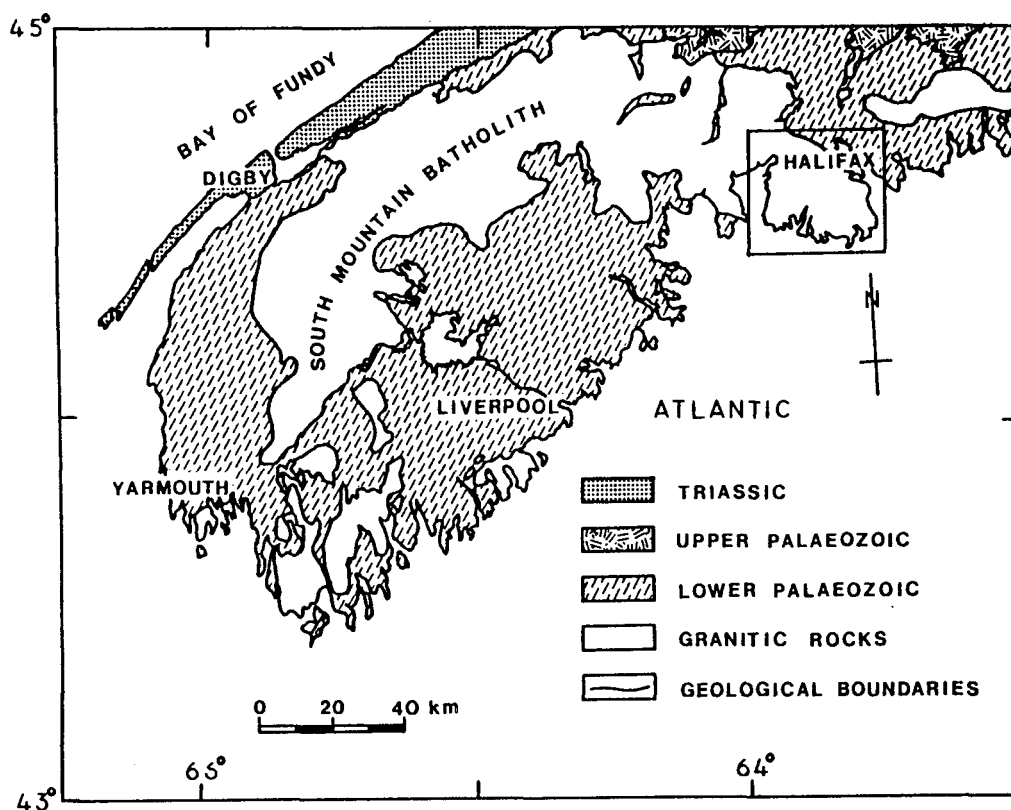 45°
BAY OF FUNDY
DIGBY
SOUTH MOUNTAIN BATHOLITH
HALIFAX
N
LIVERPOOL
ATLANTIC
YARMOUTH
TRIASSIC
UPPER PALAEOZOIC
LOWER PALAEOZOIC
GRANITIC ROCKS
GEOLOGICAL BOUNDARIES
0 20 40 km
65° 64°
43°